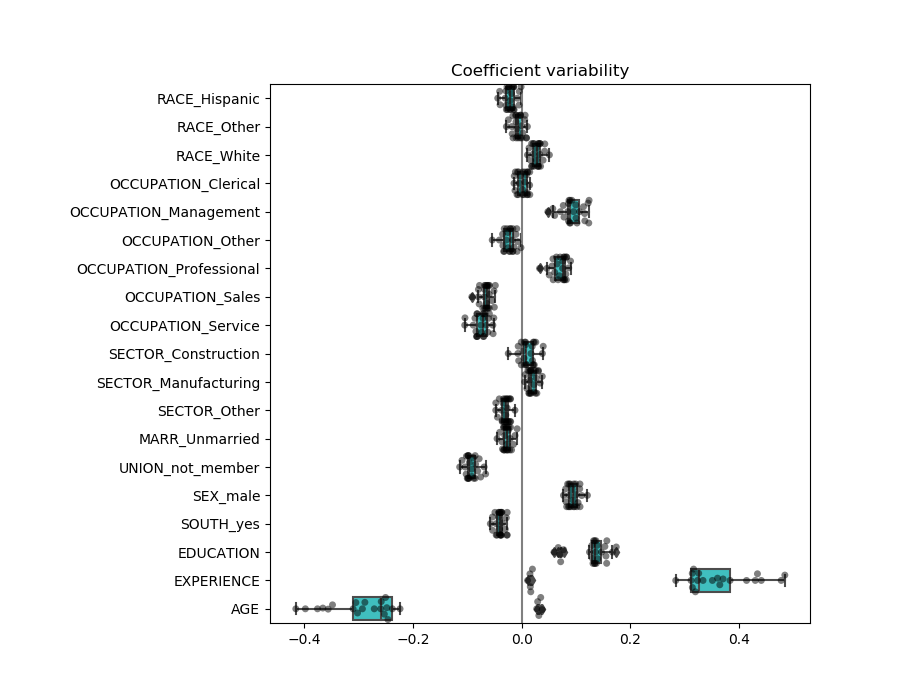 Coefficient variability
RACE_Hispanic
RACE_Other
RACE_White
OCCUPATION_Clerical
OCCUPATION_Management
OCCUPATION_Other
OCCUPATION_Professional
OCCUPATION_Sales
OCCUPATION_Service
SECTOR_Construction
SECTOR_Manufacturing
SECTOR_Other
MARR_Unmarried
UNION_not_member
SEX_male
SOUTH_yes
EDUCATION
EXPERIENCE
AGE
−0.4 −0.2 0.0 0.2 0.4